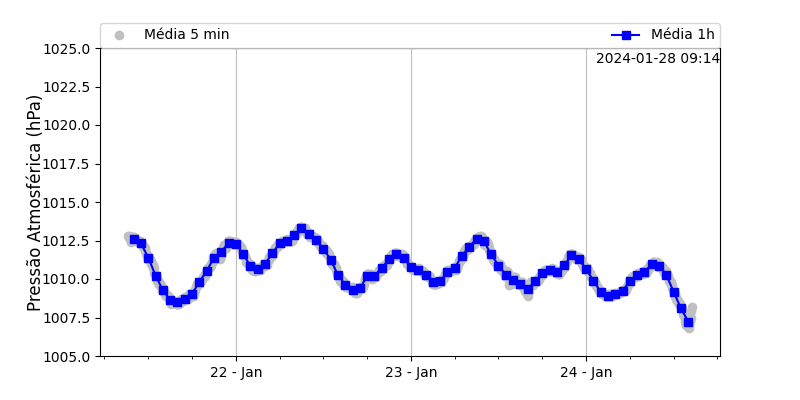 Média 5 min
Média 1h
2024-01-28 09:14
Pressão Atmosférica (hPa)
1025.0
1022.5
1020.0
1017.5
1015.0
1012.5
1010.0
1007.5
1005.0
22 - Jan
23 - Jan
24 - Jan